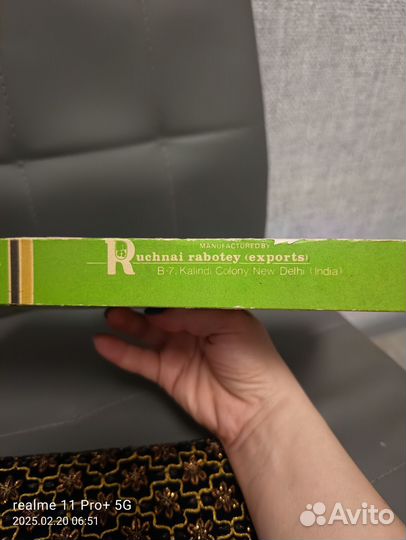 MANUFACTURED BY
Ruchnai rabotey (exports)
B-7, Kalindi Colony New Delhi (India)
realme 11 Pro+ 5G
2025.02.20 06:51
Avito